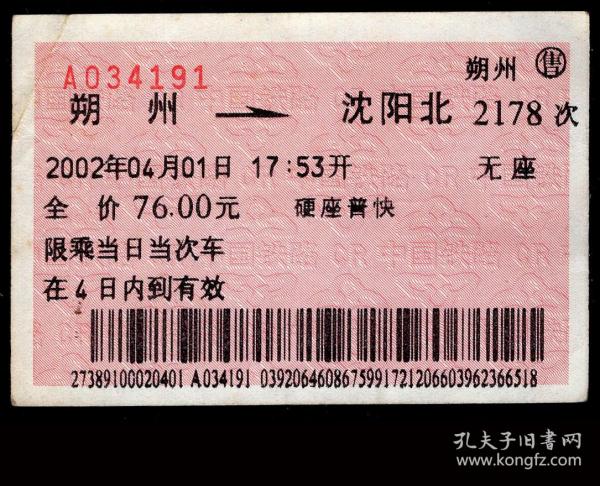 A034191
朔州 售
朔 州 → 沈阳北 2178次
2002年04月01日 17:53开 无座
全 价 76.00元 硬座普快
限乘当日当次车
在4日内到有效
27389100020401 A034191 039206460867599172120660396236 6518
孔夫子旧书网
www.kongfz.com